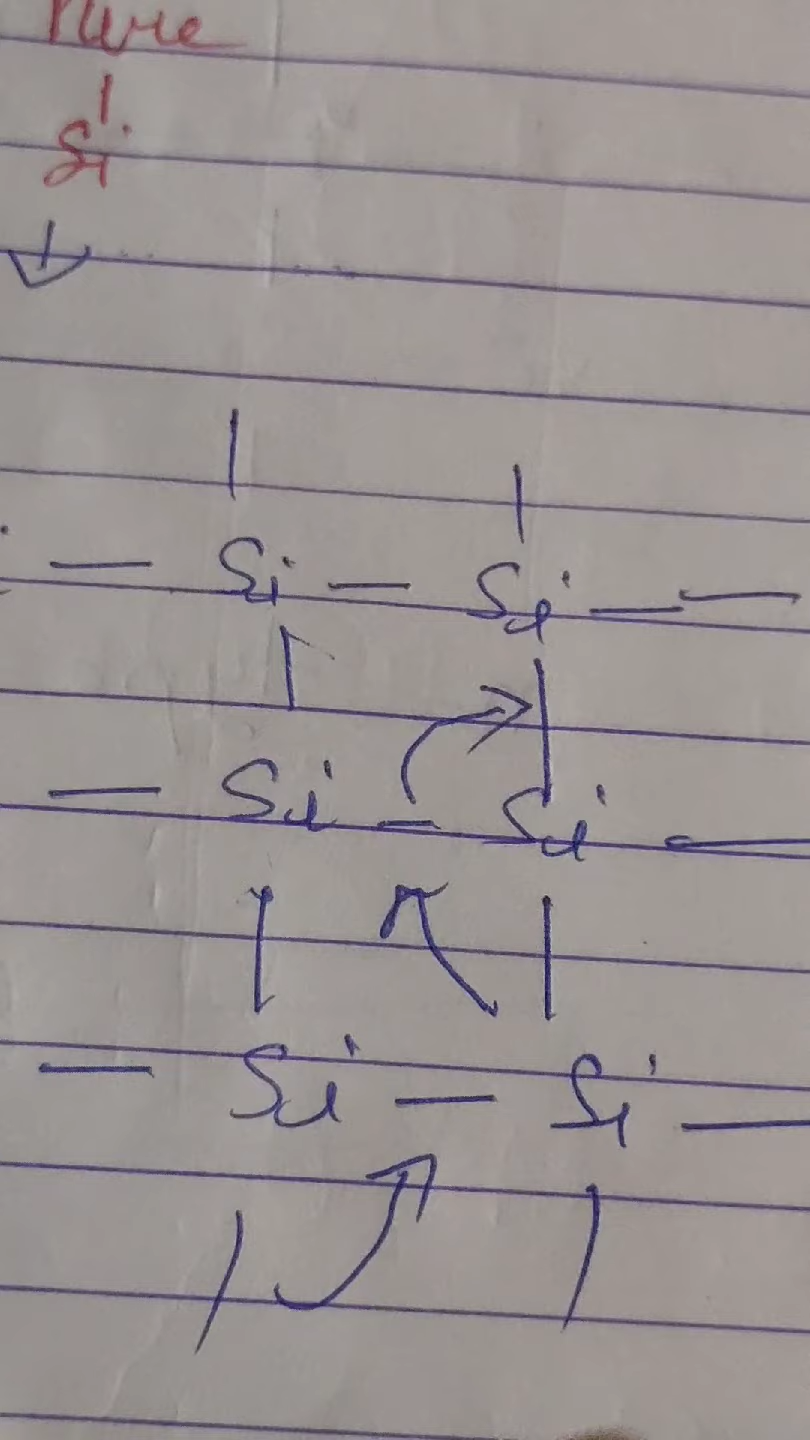 Pure
Si
Si — Si —
— Si — Si —
— Si — Si —